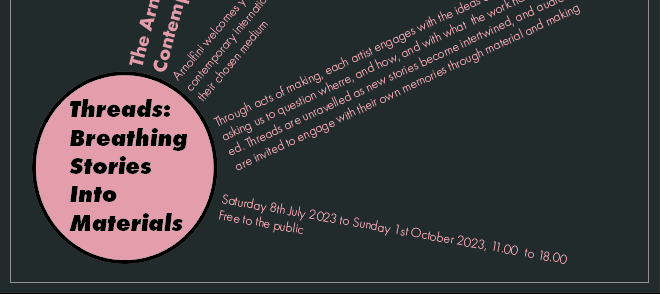 The Arn
Contemp
Arnolfini welcomes y
contemporary internatio
their chosen medium
Through acts of making, each artist engages with the ideas
asking us to question wherre, and how, and with what the work
ed. Threads are unravelled as new stories become intertwined, and
are invited to engage with their own memories through material and making
Threads:
Breathing
Stories
Into
Materials
Saturday 8th July 2023 to Sunday 1st October 2023, 11.00 to 18.00
Free to the public